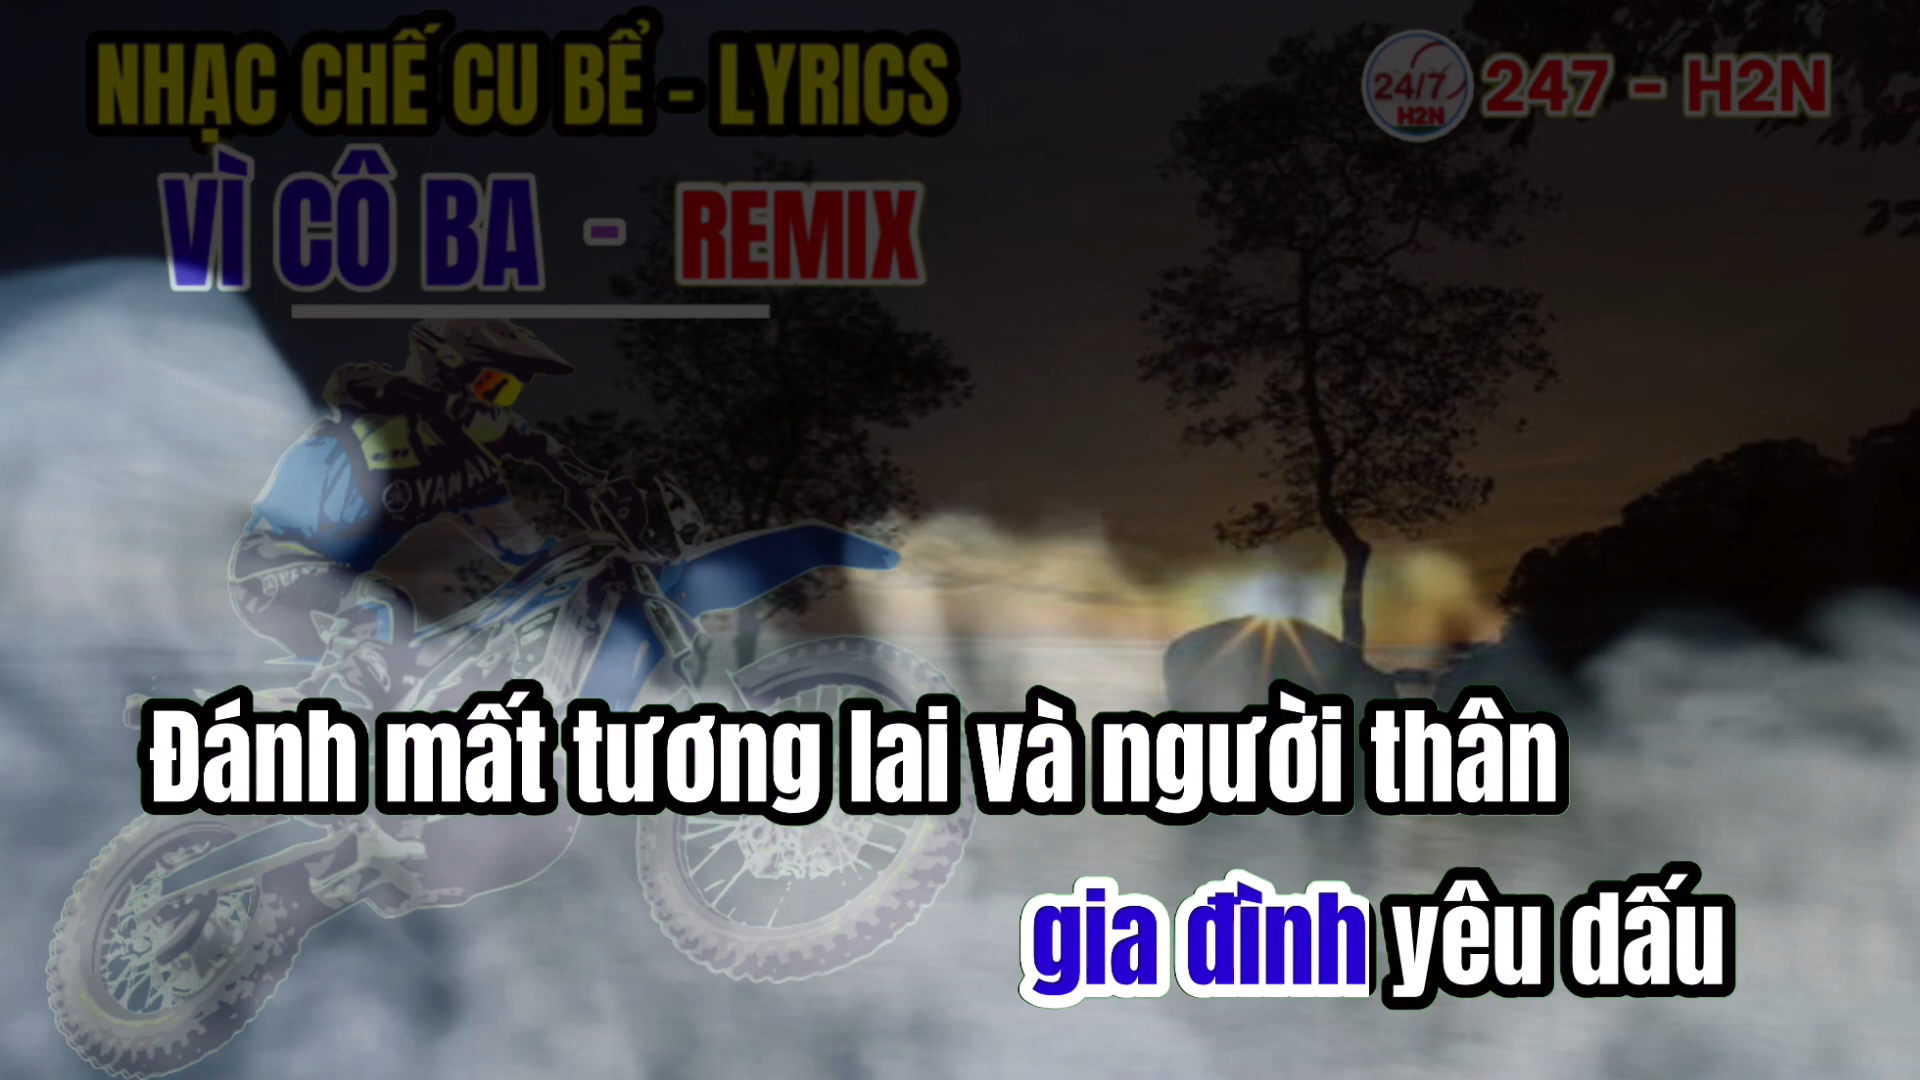 NHẠC CHẾ CU BỂ - LYRICS
24/7 H2N
247 - H2N
VÌ CÔ BA - REMIX
YAMAHA
Đánh mất tương lai và người thân
gia đình yêu dấu